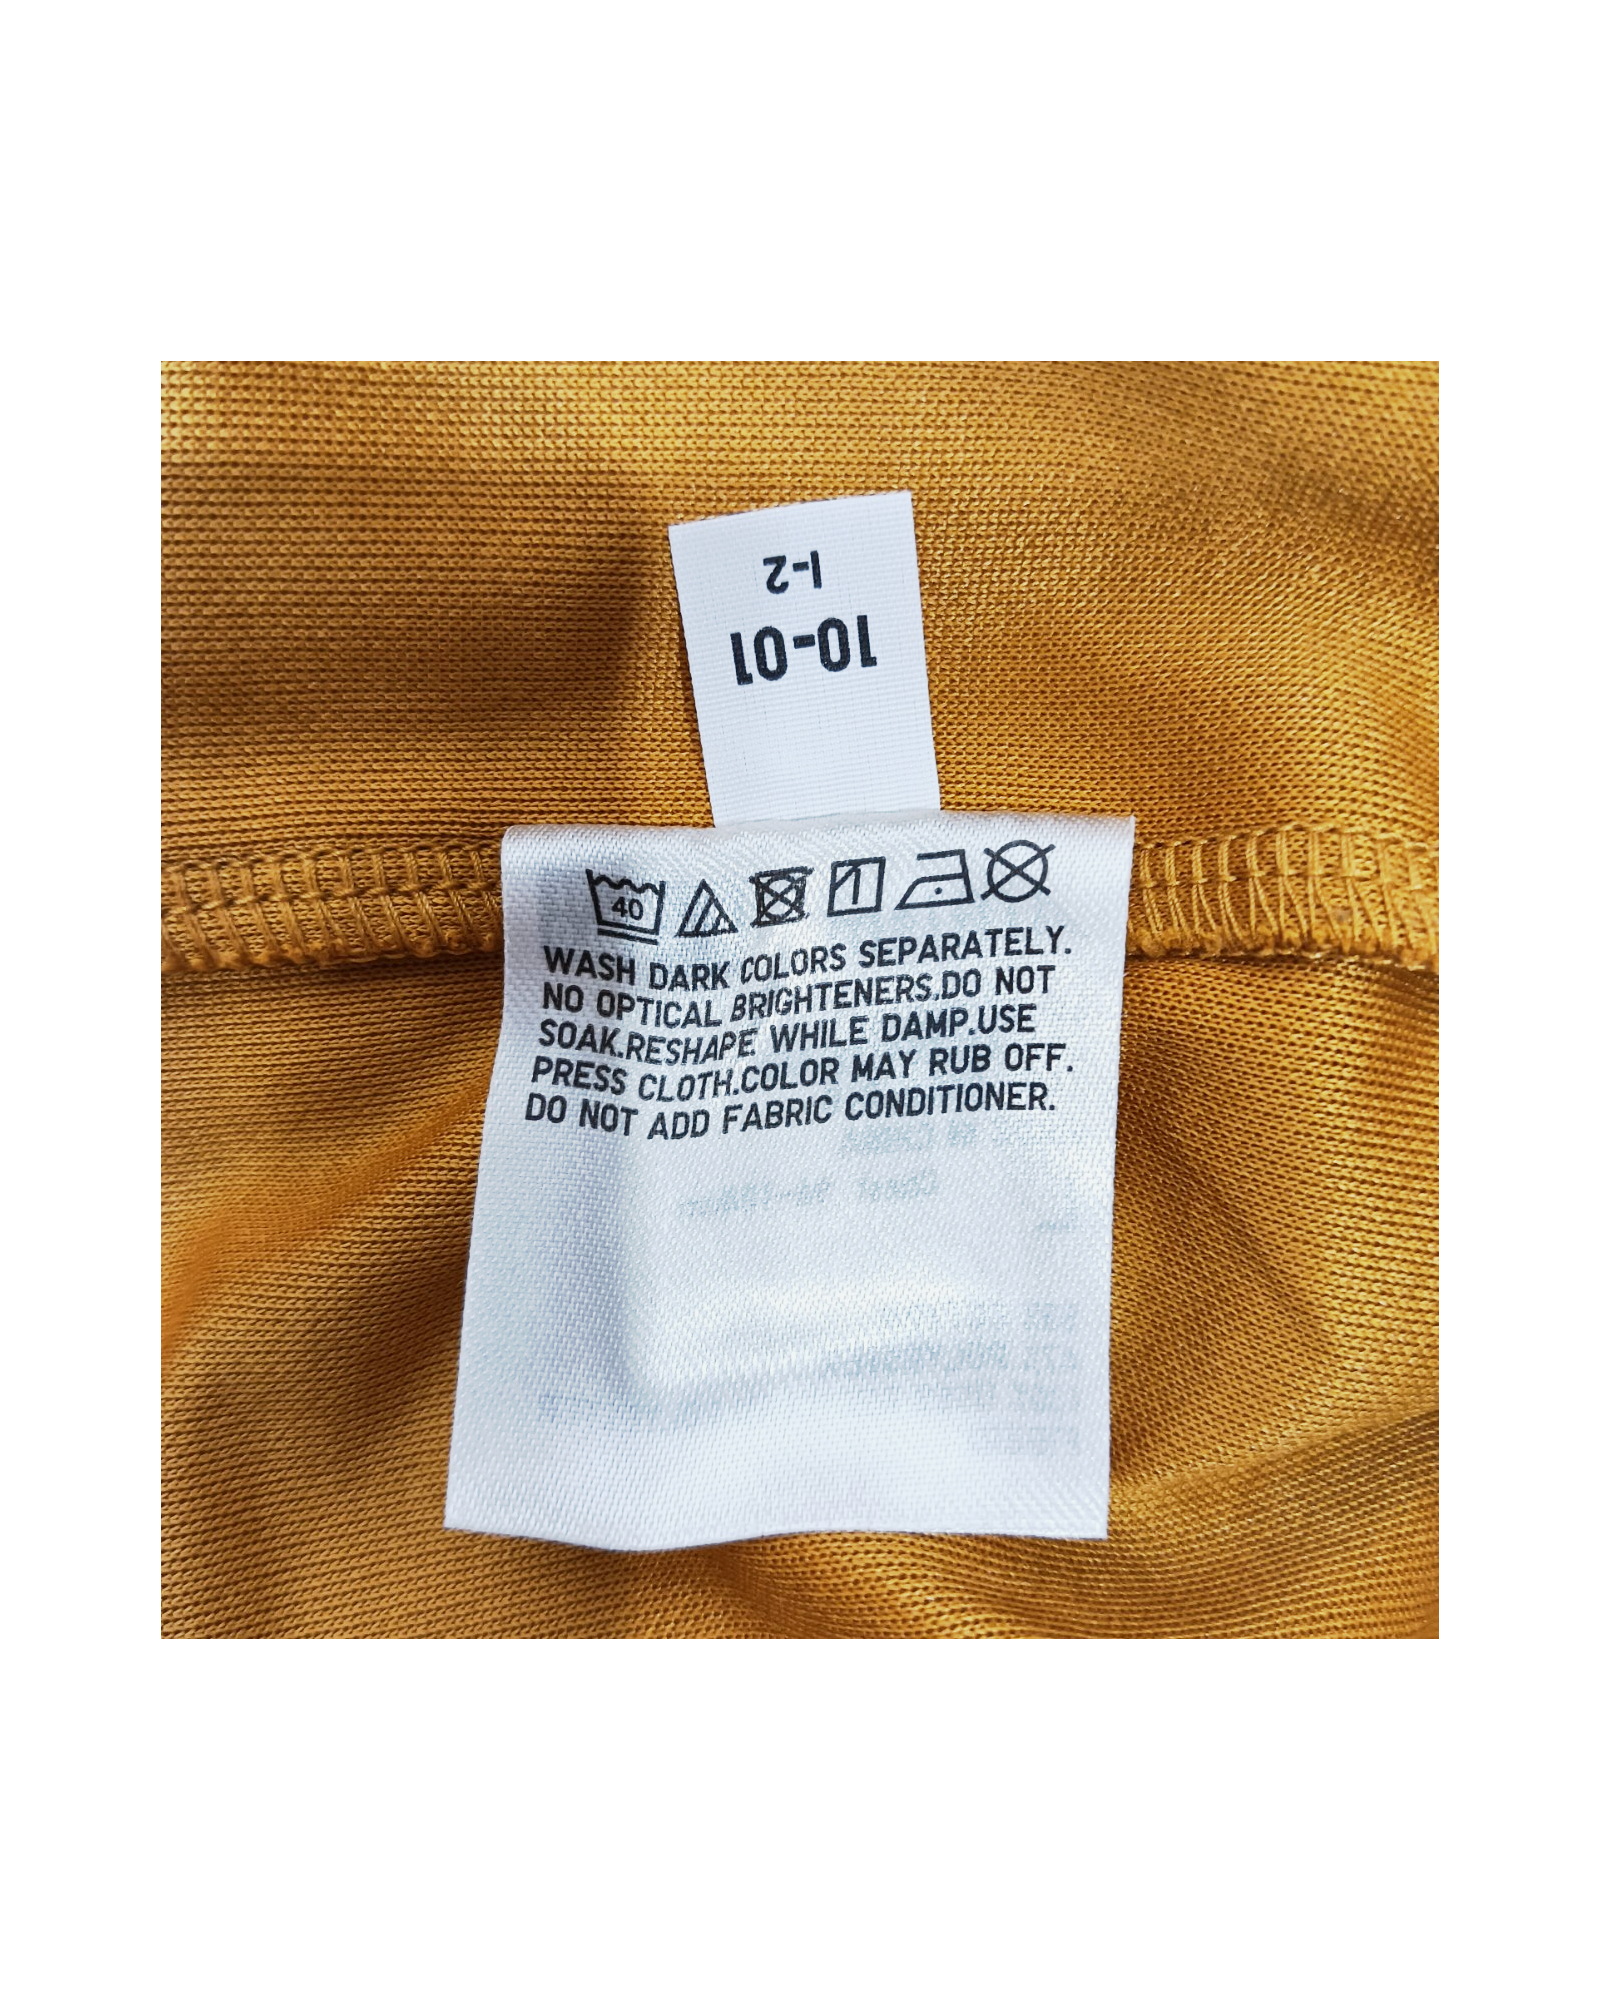 1-2
10-01
40
WASH DARK COLORS SEPARATELY.
NO OPTICAL BRIGHTENERS.DO NOT
SOAK.RESHAPE WHILE DAMP.USE
PRESS CLOTH.COLOR MAY RUB OFF.
DO NOT ADD FABRIC CONDITIONER.